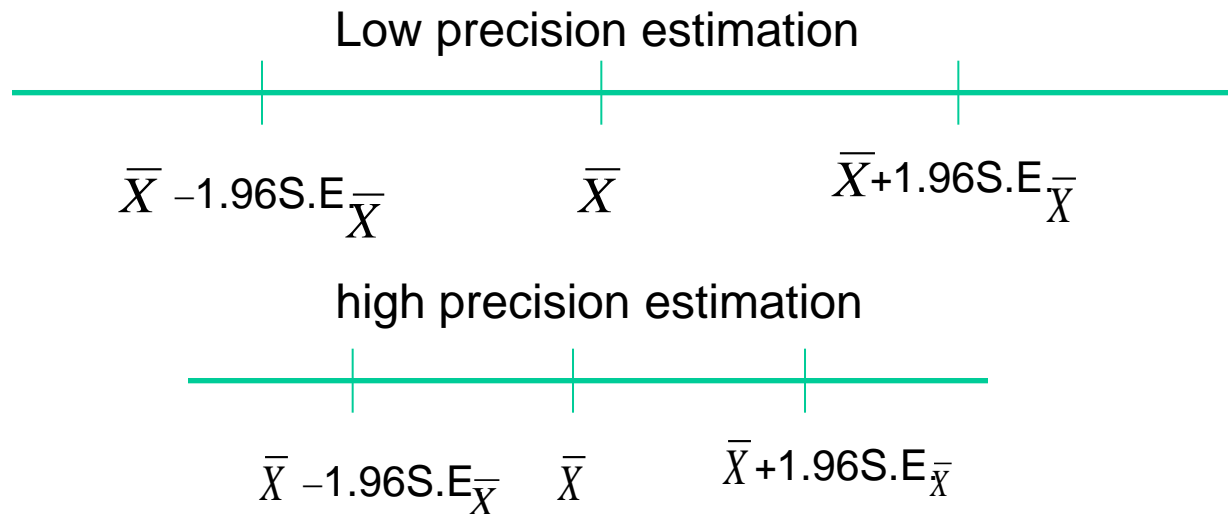 Low precision estimation
X̅ –1.96S.E.X̅ X̅ X̅+1.96S.E.X̅
high precision estimation
X̅ –1.96S.E.X̅ X̅ X̅+1.96S.E.X̅